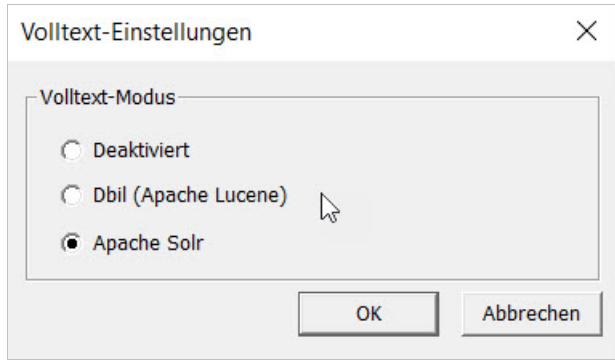 Volltext-Einstellungen
Volltext-Modus
Deaktiviert
Dbil (Apache Lucene)
Apache Solr
OK Abbrechen